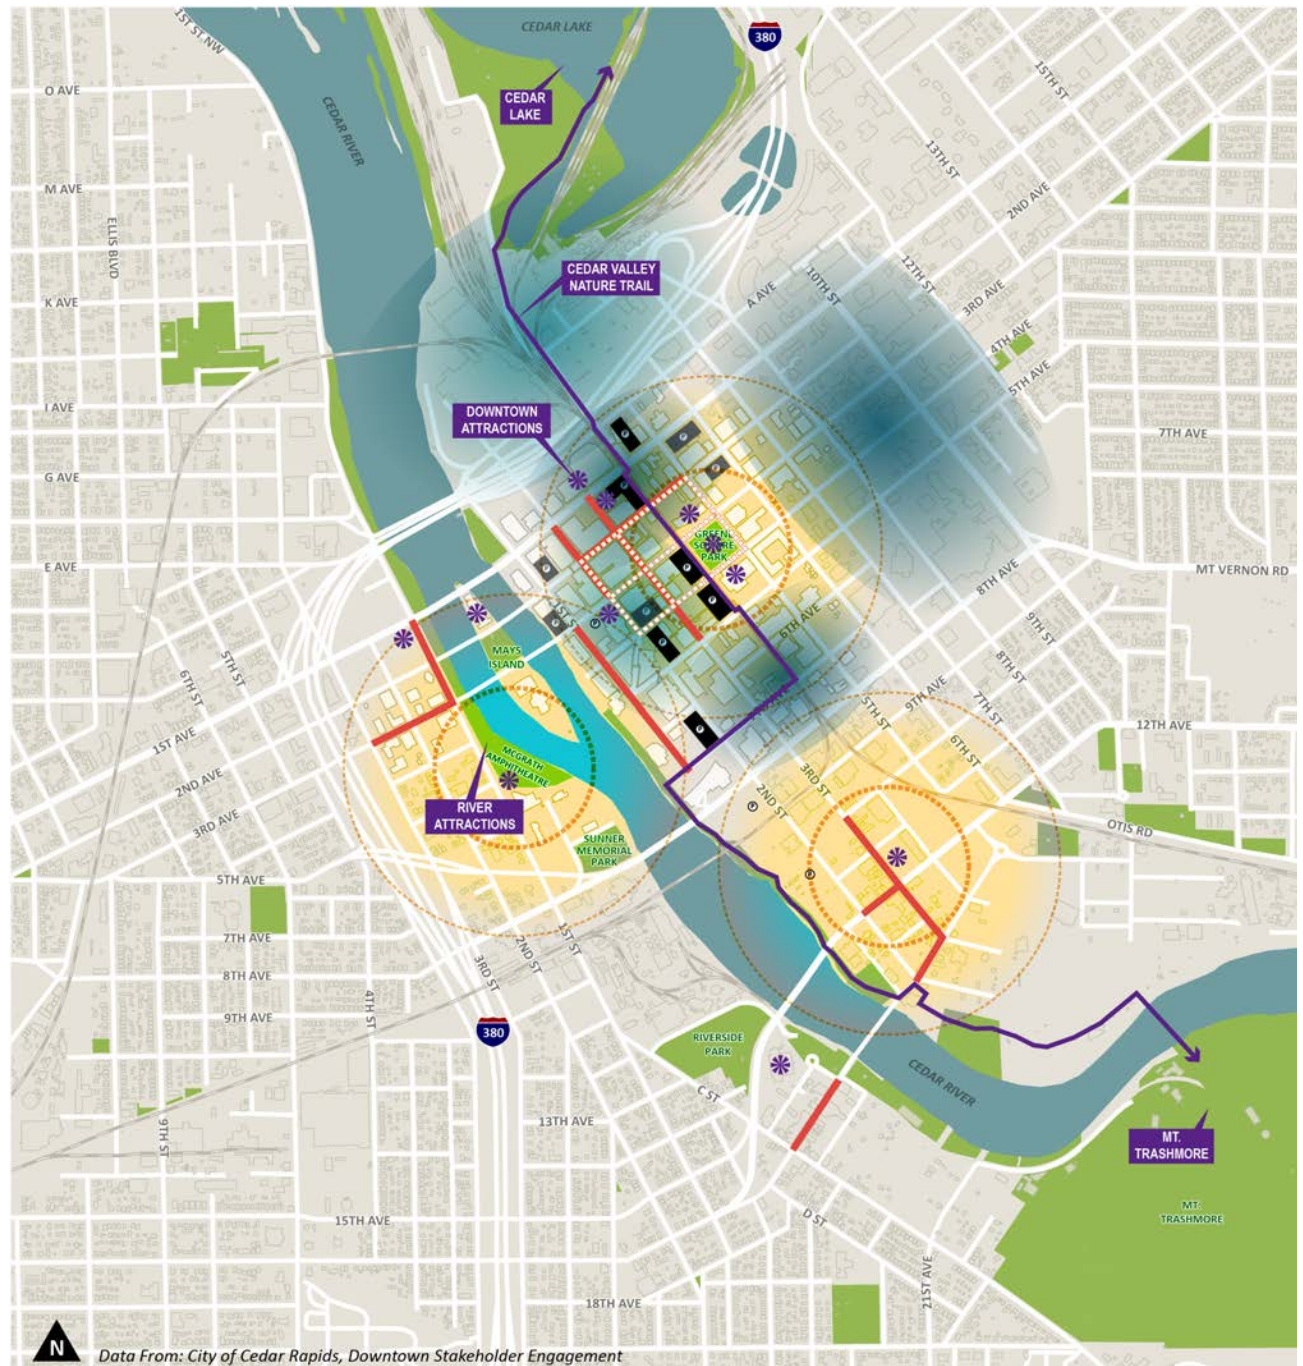 CEDAR LAKE
1ST ST NW
380
15TH ST
O AVE
CEDAR
LAKE
CEDAR RIVER
13TH ST
M AVE
2ND AVE
ELLIS BLVD
12TH ST
CEDAR VALLEY
NATURE TRAIL
10TH ST
A AVE
3RD AVE
K AVE
4TH AVE
5TH AVE
I AVE
DOWNTOWN
ATTRACTIONS
7TH AVE
G AVE
P
P
P
P
GREENE
SQUARE
PARK
E AVE
MT VERNON RD
P
P
P
8TH AVE
1ST ST
P
P
P
P
P
6TH AVE
9TH ST
5TH ST
6TH ST
MAYS
ISLAND
8TH ST
9TH AVE
7TH ST
5TH ST
12TH AVE
6TH ST
1ST AVE
P
2ND AVE
MCGRATH
AMPHITHEATRE
3RD ST
2ND ST
3RD AVE
RIVER
ATTRACTIONS
P
OTIS RD
SUNNER
MEMORIAL
PARK
5TH AVE
P
7TH AVE
1ST ST
2ND ST
3RD ST
8TH AVE
4TH ST
9TH AVE
380
RIVERSIDE
PARK
CEDAR RIVER
C ST
9TH ST
13TH AVE
MT.
TRASHMORE
MT.
TRASHMORE
15TH AVE
D ST
21ST AVE
18TH AVE
N
Data From: City of Cedar Rapids, Downtown Stakeholder Engagement